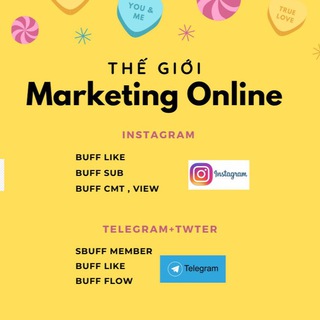 YOU &
ME
TRUE
LOVE
THẾ GIỚI
Marketing Online
INSTAGRAM
BUFF LIKE
BUFF SUB
BUFF CMT , VIEW
Instagram
TELEGRAM+TWTER
SBUFF MEMBER
BUFF LIKE
BUFF FLOW
Telegram